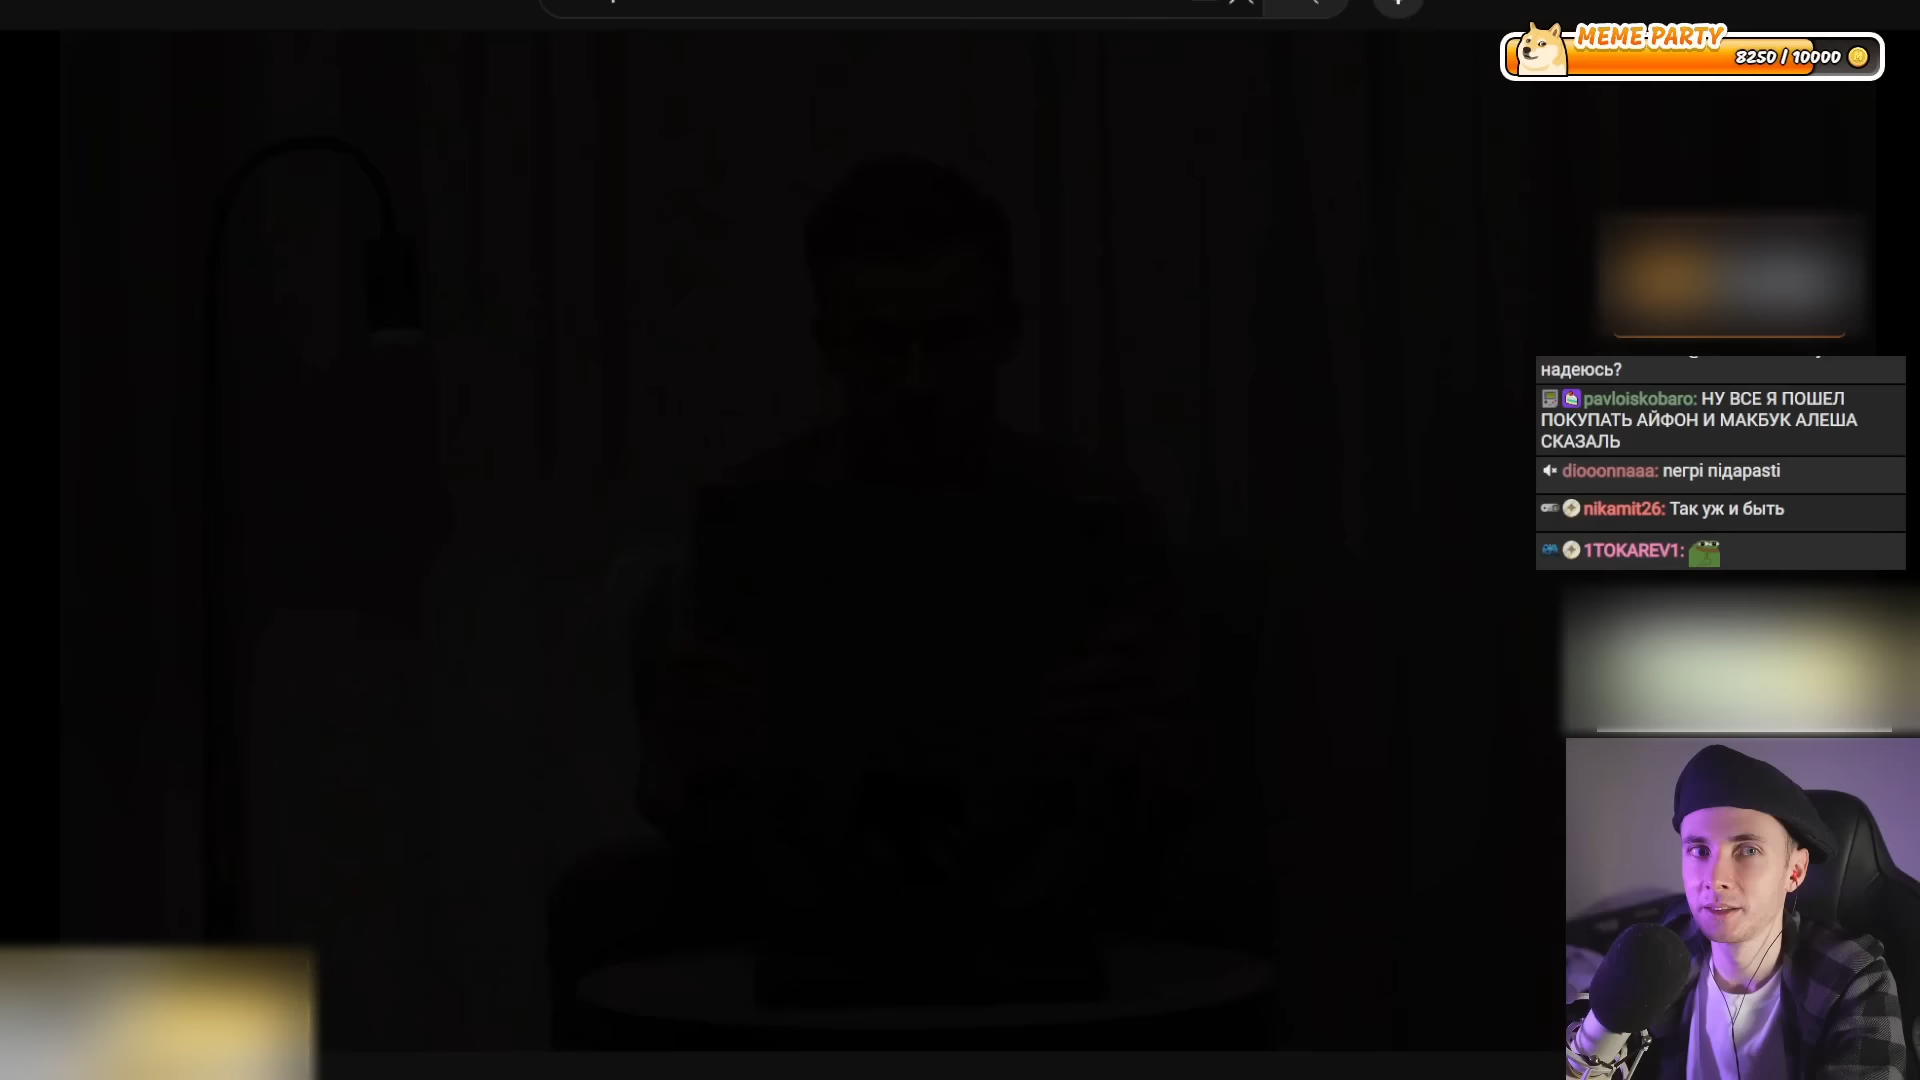 MEME PARTY
8250 / 10000
надеюсь?
pavloiskobaro: НУ ВСЕ Я ПОШЕЛ
ПОКУПАТЬ АЙФОН И МАКБУК АЛЕША
СКАЗАЛЬ
diooonnaaa: nerpi підарasti
nikamit26: Так уж и быть
1TOKAREV1: